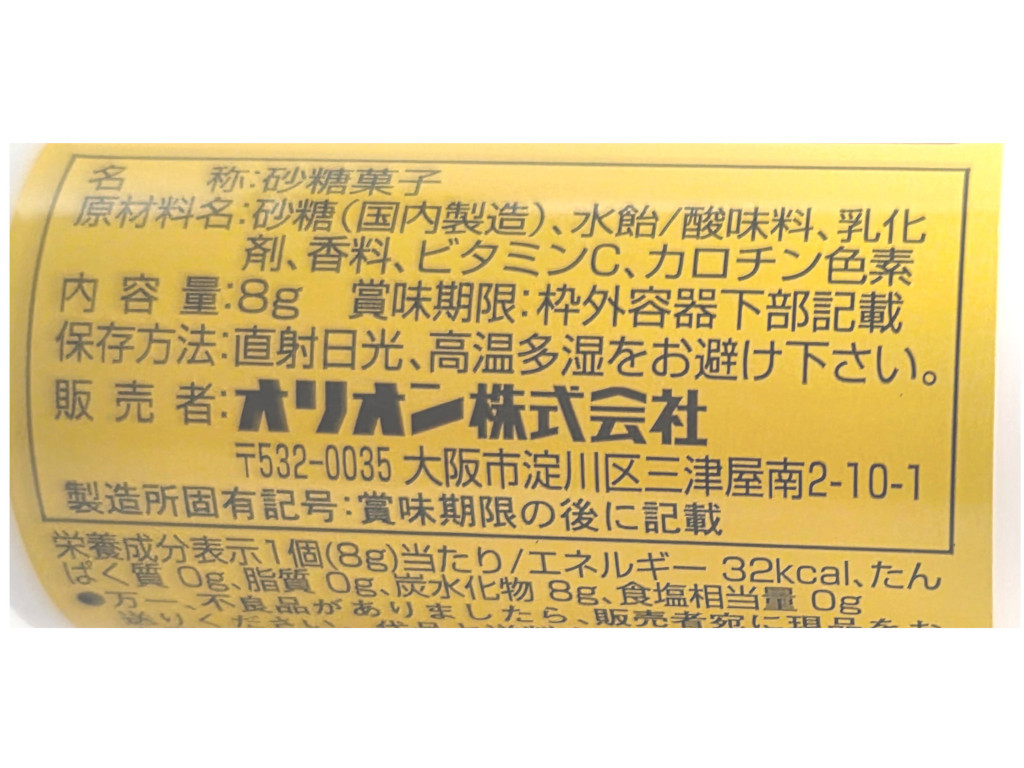 名　称:砂糖菓子
原材料名:砂糖(国内製造)、水飴/酸味料、乳化
剤、香料、ビタミンC、カロチン色素
内容量:8g　賞味期限:枠外容器下部記載
保存方法:直射日光、高温多湿をお避け下さい。
販売者:オリオン株式会社
〒532-0035 大阪市淀川区三津屋南2-10-1
製造所固有記号:賞味期限の後に記載
栄養成分表示1個(8g)当たり/エネルギー 32kcal、たん
ぱく質 0g、脂質 0g、炭水化物 8g、食塩相当量 0g
●万一、不良品がありましたら、販売者宛に現品をお
送りください。